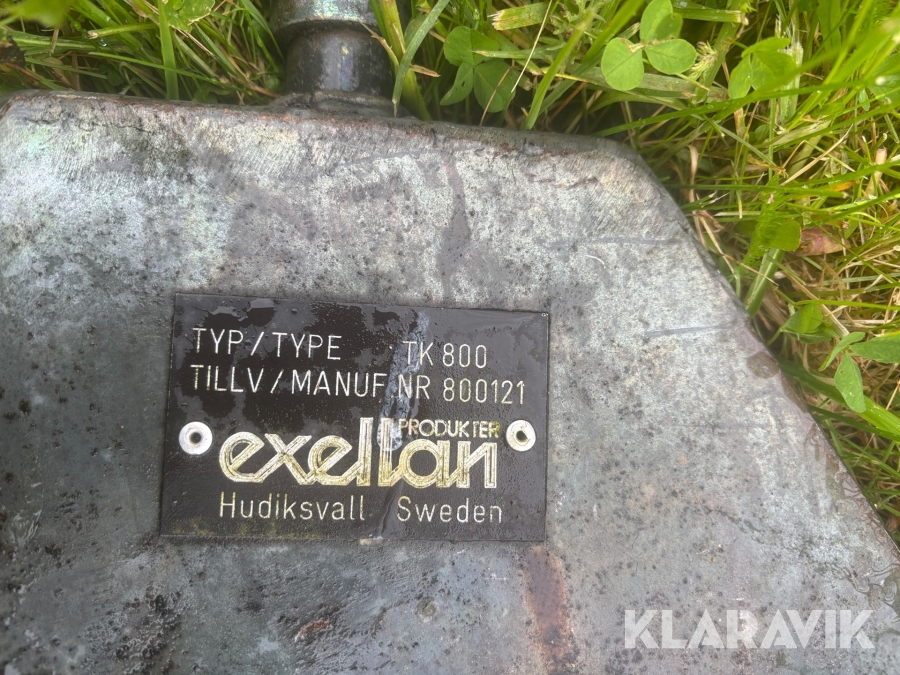 TYP/TYPE TK 800
TILLV/MANUF NR 800121
PRODUKTER
exellan
Hudiksvall Sweden
KLARAVIK